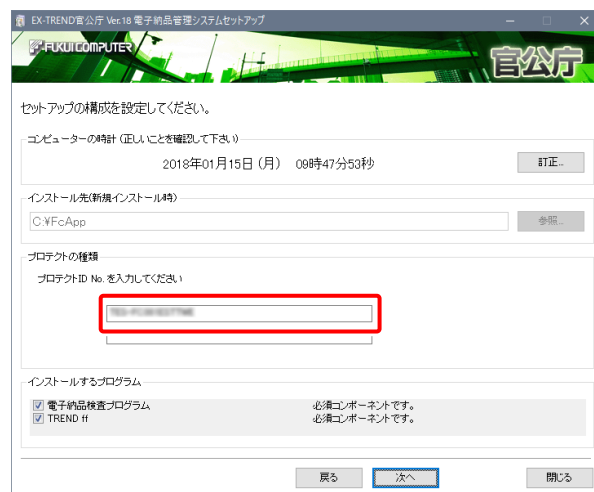 EX-TREND官公庁 Ver.18 電子納品管理システムセットアップ
FUKUI COMPUTER
官公庁
セットアップの構成を設定してください。
コンピューターの時計 (正しいことを確認して下さい)
2018年01月15日 (月) 09時47分53秒
訂正...
インストール先(新規インストール時)
C:¥FcApp
参照...
プロテクトの種類
プロテクトID No. を入力してください
インストールするプログラム
電子納品検査プログラム 必須コンポーネントです。
TREND ff 必須コンポーネントです。
戻る 次へ 閉じる